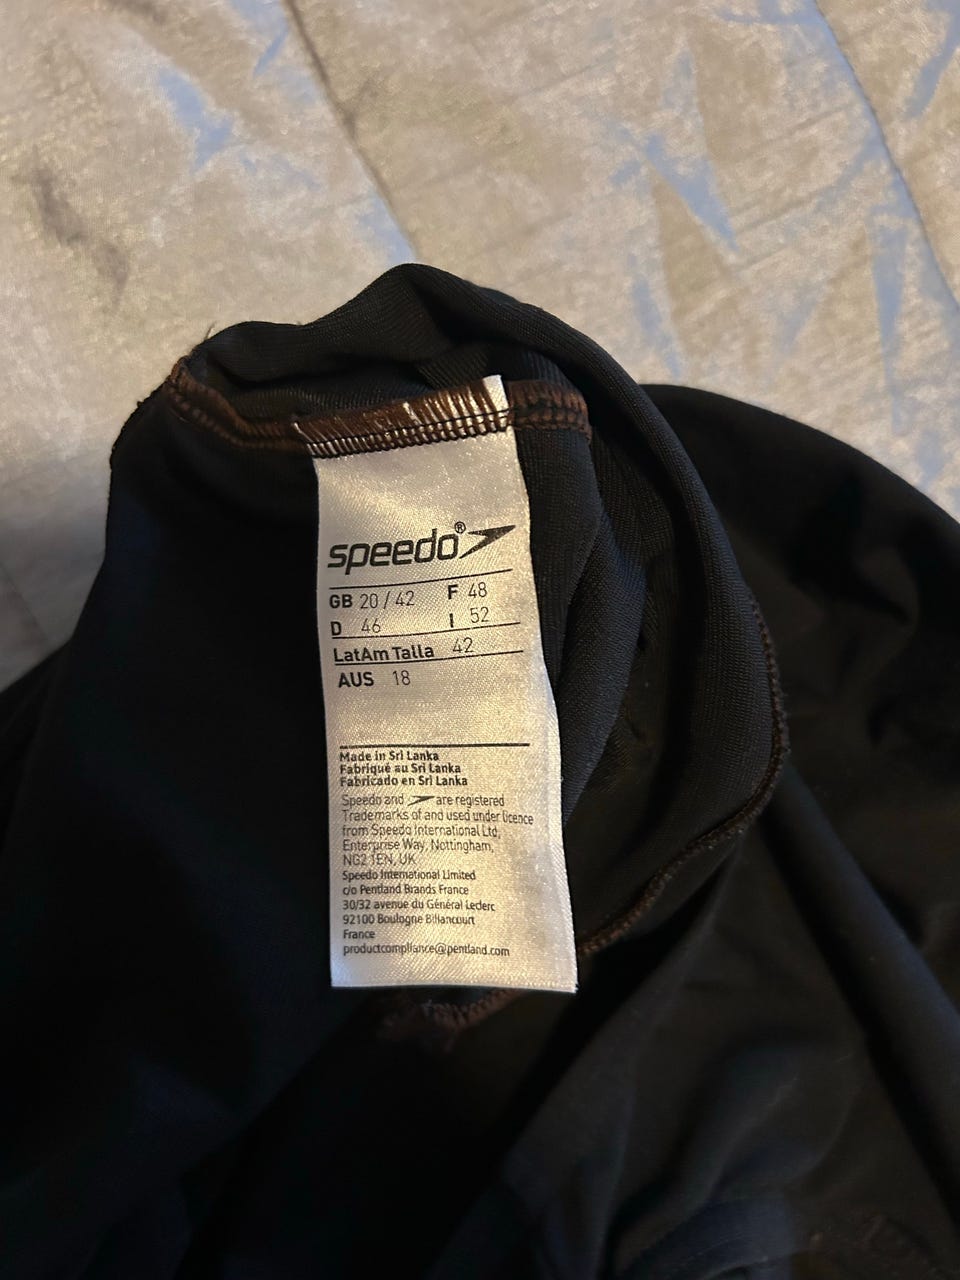 speedo®
GB 20 / 42 F 48
D 46 I 52
LatAm Talla 42
AUS 18
Made in Sri Lanka
Fabriqué au Sri Lanka
Fabricado en Sri Lanka
Speedo and are registered
Trademarks of and used under licence
from Speedo International Ltd,
Enterprise Way, Nottingham,
NG2 1EN, UK
Speedo International Limited
c/o Pentland Brands France
30/32 avenue du Général Leclerc
92100 Boulogne Billancourt
France
productcompliance@pentland.com